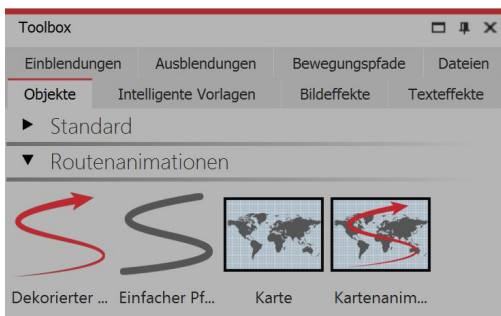 Toolbox
Einblendungen Ausblendungen Bewegungspfade Dateien
Objekte Intelligente Vorlagen Bildeffekte Texteffekte
Standard
Routenanimationen
Dekorierter ... Einfacher Pf... Karte Kartenanim...